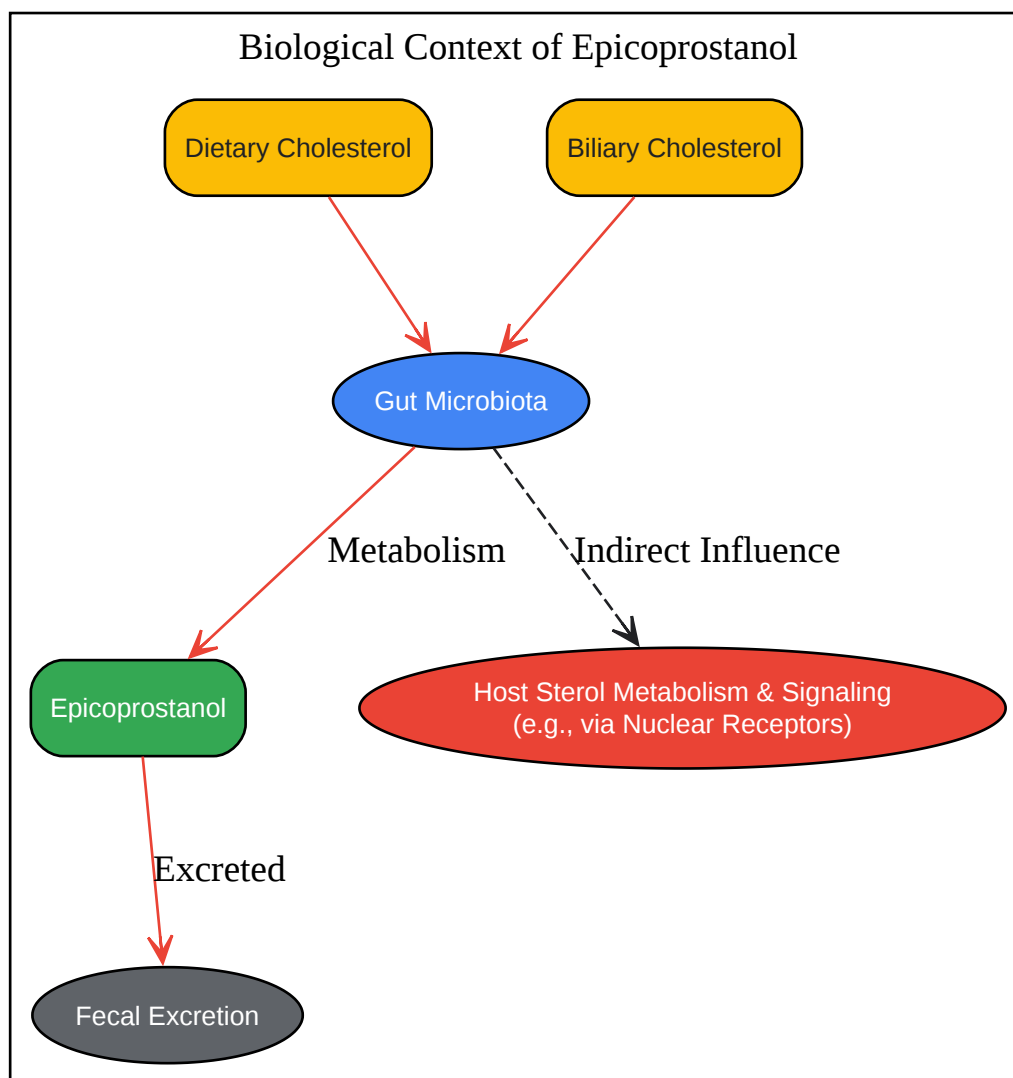 Biological Context of Epicoprostanol
Dietary Cholesterol
Biliary Cholesterol
Gut Microbiota
Metabolism
Indirect Influence
Epicoprostanol
Host Sterol Metabolism & Signaling
(e.g., via Nuclear Receptors)
Excreted
Fecal Excretion